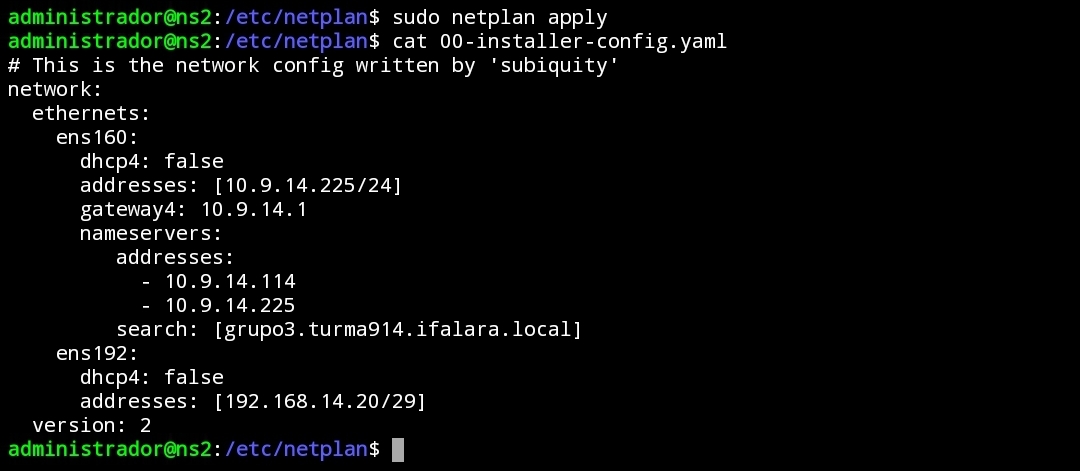 administrador@ns2:/etc/netplan$ sudo netplan apply
administrador@ns2:/etc/netplan$ cat 00-installer-config.yaml
# This is the network config written by 'subiquity'
network:
  ethernets:
    ens160:
      dhcp4: false
      addresses: [10.9.14.225/24]
      gateway4: 10.9.14.1
      nameservers:
         addresses:
           - 10.9.14.114
           - 10.9.14.225
         search: [grupo3.turma914.ifalara.local]
    ens192:
      dhcp4: false
      addresses: [192.168.14.20/29]
  version: 2
administrador@ns2:/etc/netplan$